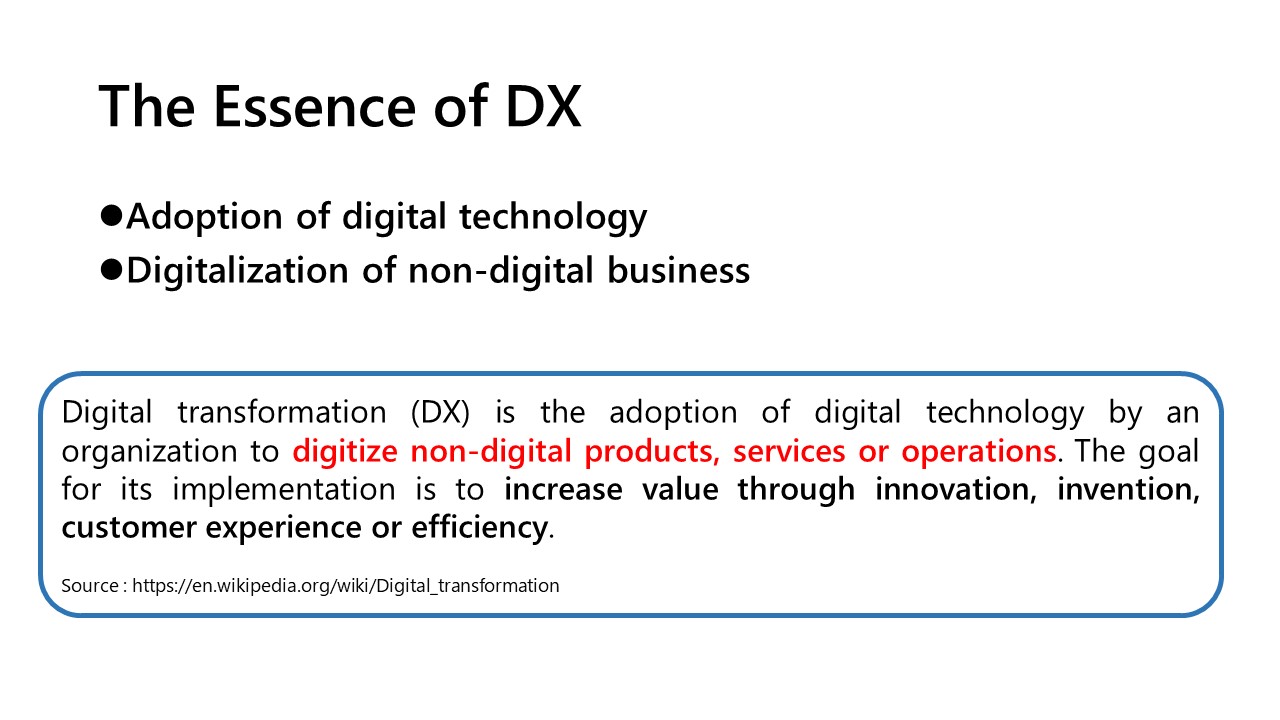 The Essence of DX
●Adoption of digital technology
●Digitalization of non-digital business
Digital transformation (DX) is the adoption of digital technology by an
organization to digitize non-digital products, services or operations. The goal
for its implementation is to increase value through innovation, invention,
customer experience or efficiency.
Source : https://en.wikipedia.org/wiki/Digital_transformation